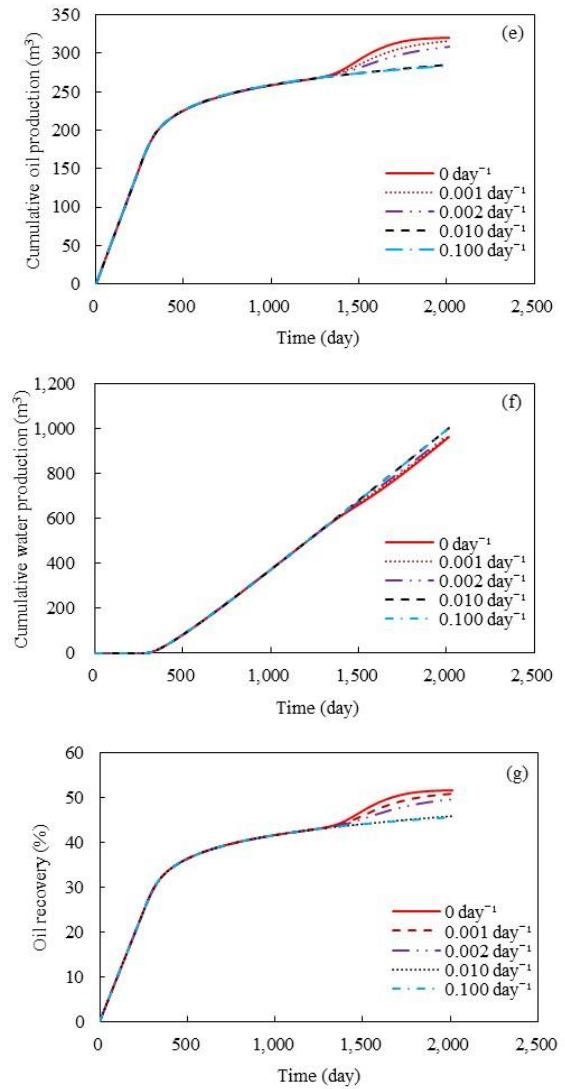 (e)
350
300
250
200
150
100
50
0
Cumulative oil production (m³)
0 day⁻¹
0.001 day⁻¹
0.002 day⁻¹
0.010 day⁻¹
0.100 day⁻¹
0 500 1,000 1,500 2,000 2,500
Time (day)
(f)
1,200
1,000
800
600
400
200
0
Cumulative water production (m³)
0 day⁻¹
0.001 day⁻¹
0.002 day⁻¹
0.010 day⁻¹
0.100 day⁻¹
0 500 1,000 1,500 2,000 2,500
Time (day)
(g)
60
50
40
30
20
10
0
Oil recovery (%)
0 day⁻¹
0.001 day⁻¹
0.002 day⁻¹
0.010 day⁻¹
0.100 day⁻¹
0 500 1,000 1,500 2,000 2,500
Time (day)